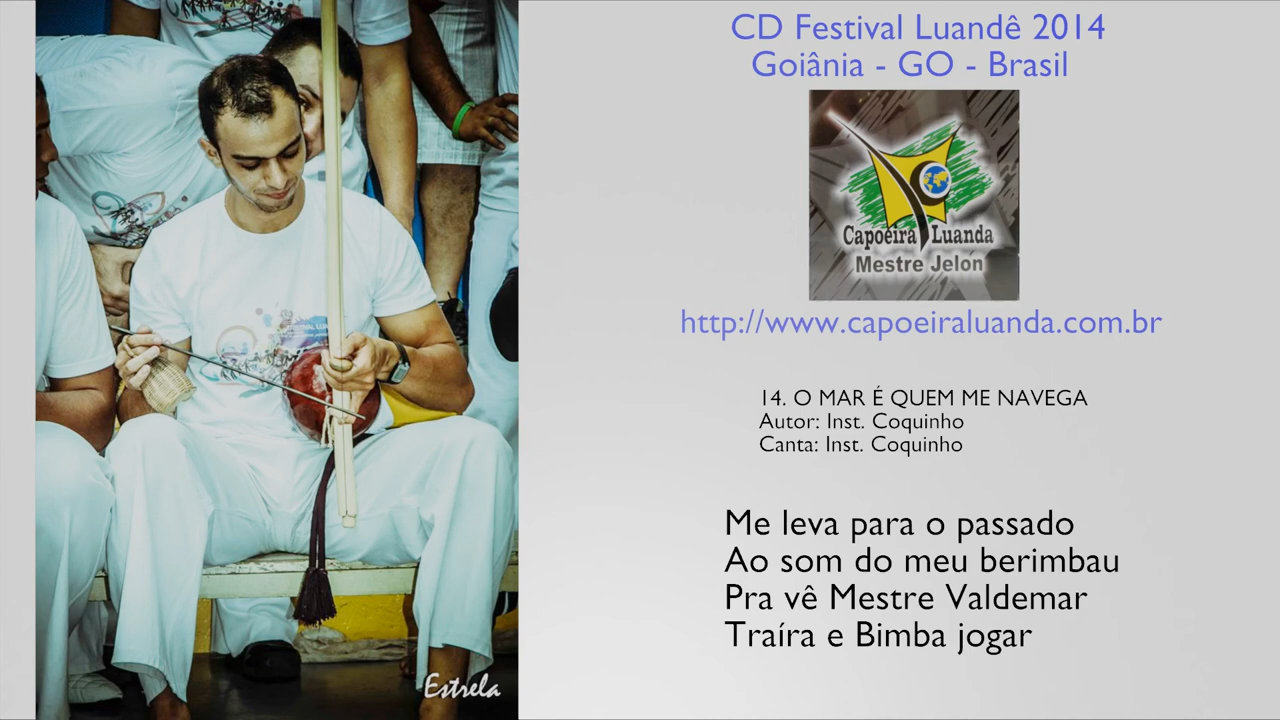 CD Festival Luandê 2014
Goiânia - GO - Brasil
Capoeira Luanda
Mestre Jelon
http://www.capoeiraluanda.com.br
14. O MAR É QUEM ME NAVEGA
Autor: Inst. Coquinho
Canta: Inst. Coquinho
Me leva para o passado
Ao som do meu berimbau
Pra vê Mestre Valdemar
Traíra e Bimba jogar
Estrela